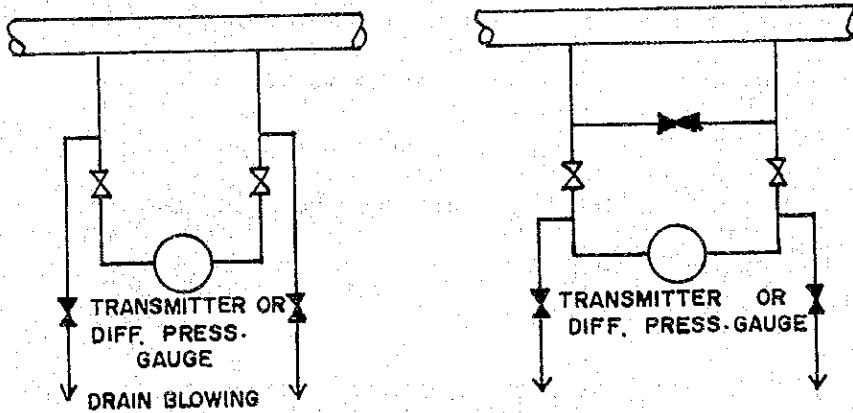 TRANSMITTER OR
DIFF. PRESS.
GAUGE
DRAIN BLOWING
TRANSMITTER OR
DIFF. PRESS. GAUGE